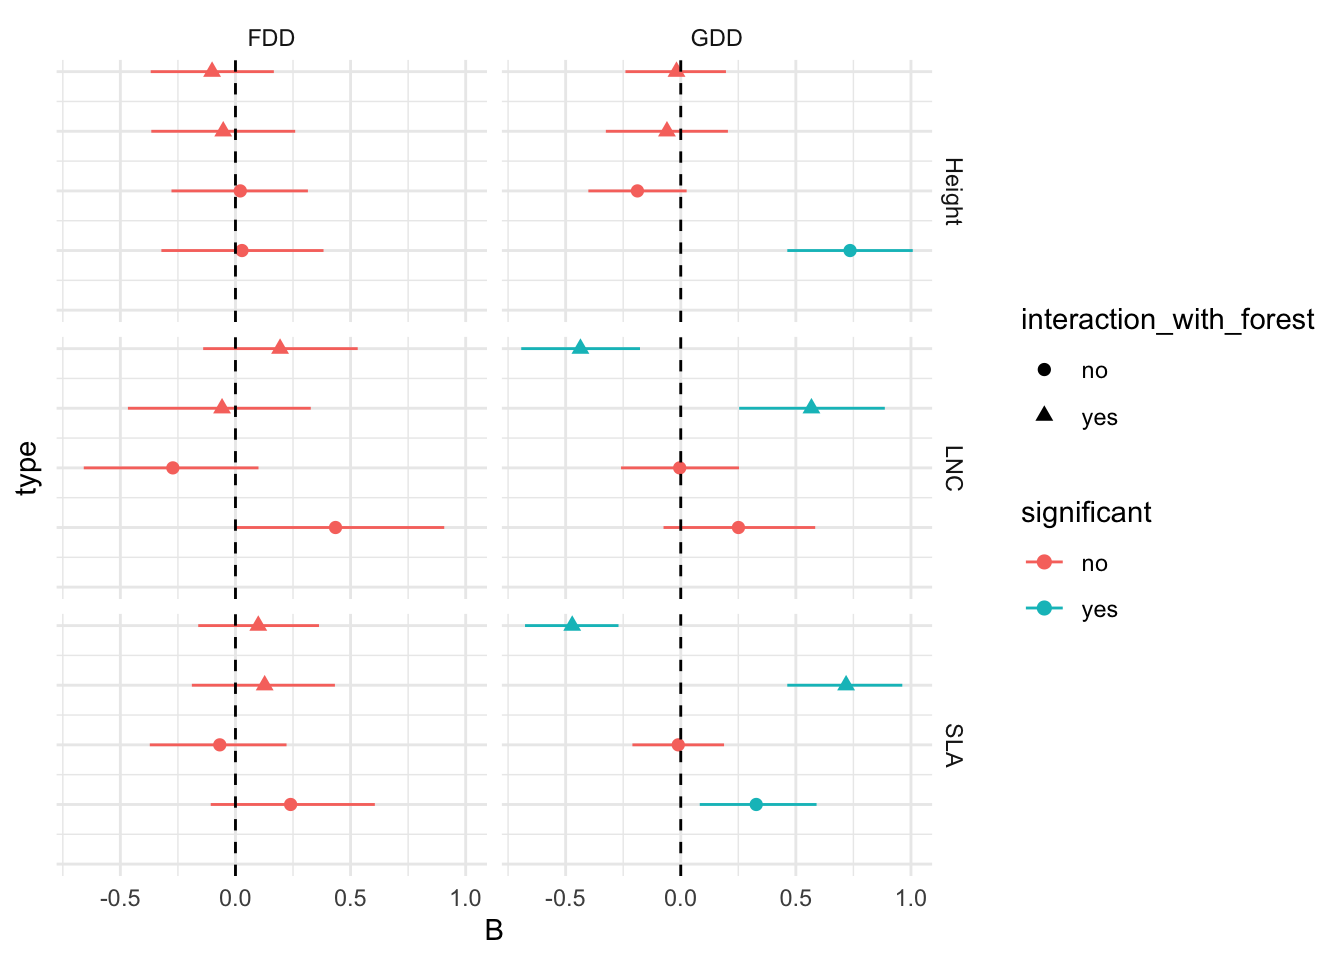 FDD GDD
Height
LNC
SLA
type
-0.5 0.0 0.5 1.0 -0.5 0.0 0.5 1.0
B
interaction_with_forest
no
yes
significant
no
yes